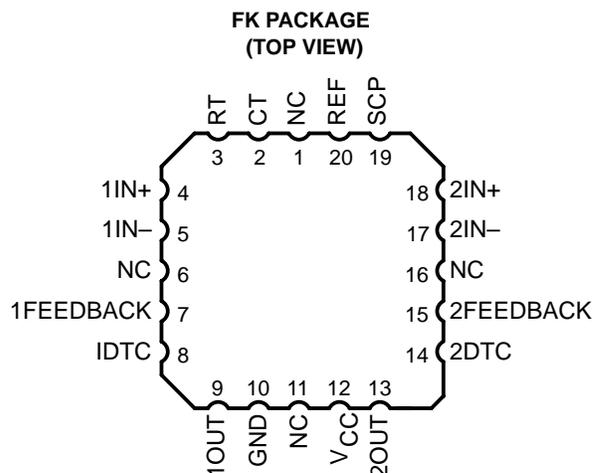 FK PACKAGE
(TOP VIEW)
RT
CT
NC
REF
SCP
3 2 1 20 19
1IN+ 4
1IN– 5
NC 6
1FEEDBACK 7
IDTC 8
18 2IN+
17 2IN–
16 NC
15 2FEEDBACK
14 2DTC
9 10 11 12 13
1OUT
GND
NC
VCC
2OUT